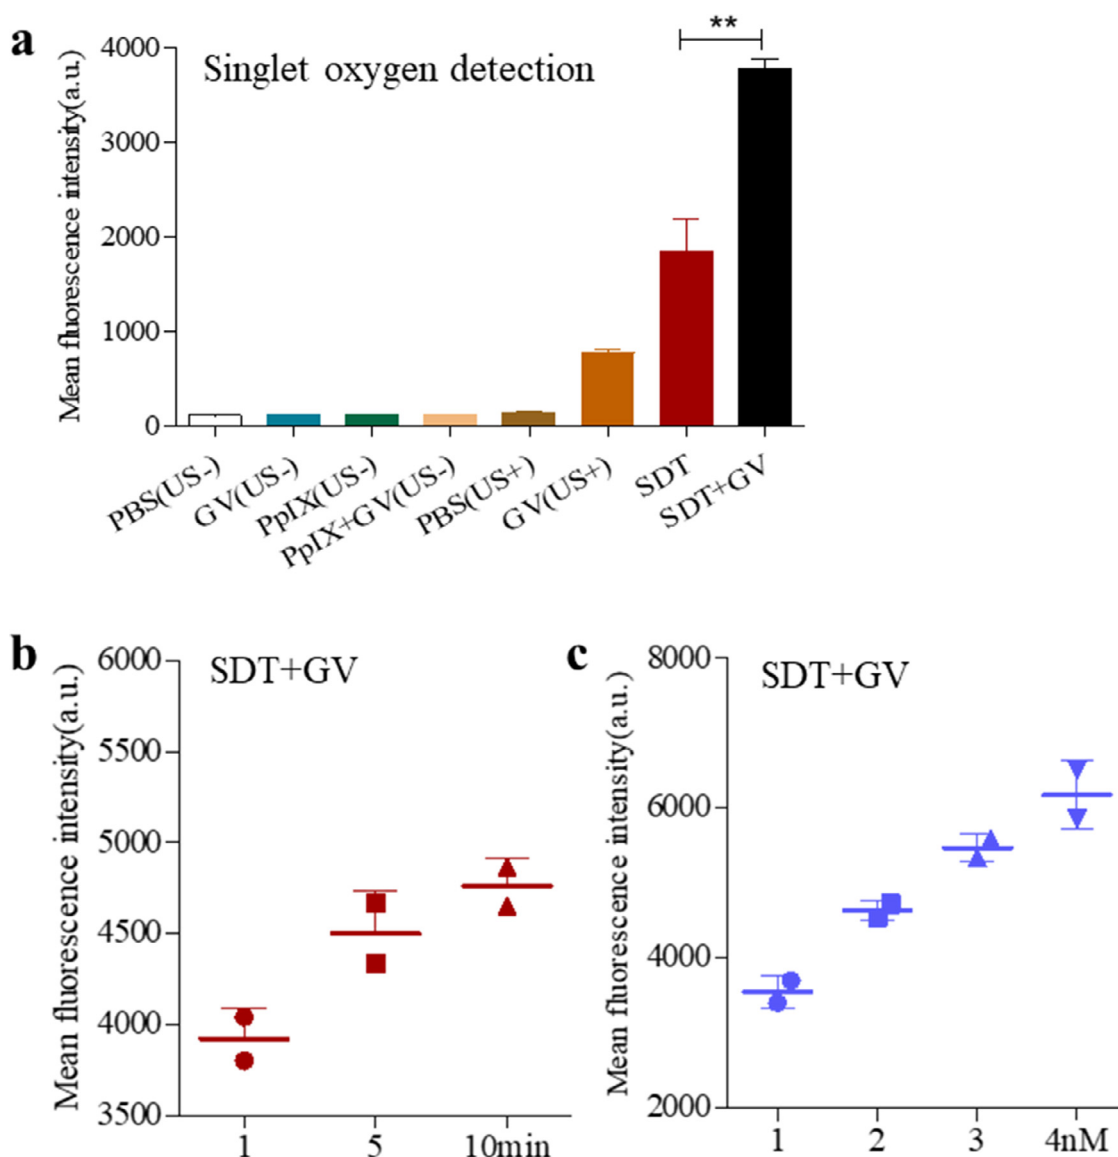 a
**
Singlet oxygen detection
Mean fluorescence intensity(a.u.)
4000
3000
2000
1000
0
PBS(US-)
GV(US-)
PpIX(US-)
PpIX+GV(US-)
PBS(US+)
GV(US+)
SDT
SDT+GV
b
SDT+GV
Mean fluorescence intensity(a.u.)
6000
5500
5000
4500
4000
3500
1 5 10min
c
SDT+GV
Mean fluorescence intensity(a.u.)
8000
6000
4000
2000
1 2 3 4nM